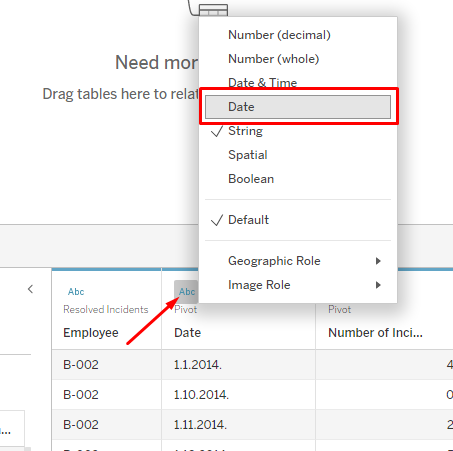 Need mor
Drag tables here to relat
Number (decimal)
Number (whole)
Date & Time
Date
String
Spatial
Boolean
Default
Geographic Role
Image Role
Abc Abc
Resolved Incidents Pivot Pivot
Employee Date Number of Inci...
B-002 1.1.2014. 4
B-002 1.10.2014. 0
B-002 1.11.2014. 2
...